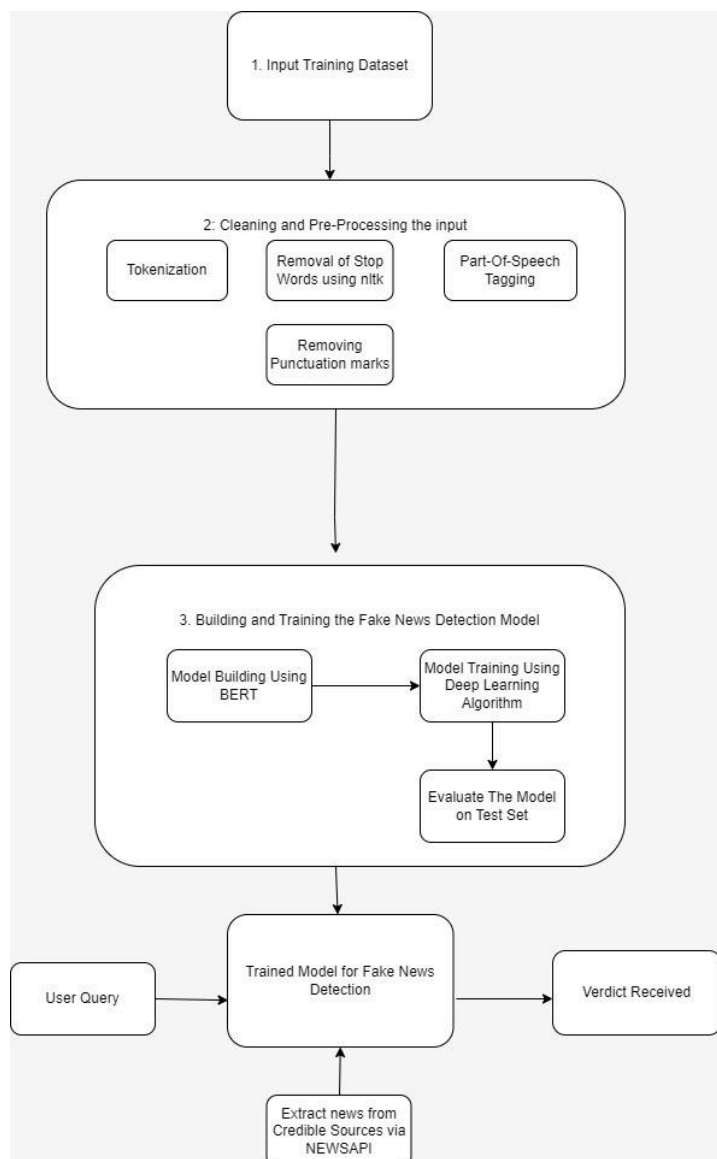 1. Input Training Dataset
2: Cleaning and Pre-Processing the input
Tokenization
Removal of Stop
Words using nltk
Part-Of-Speech
Tagging
Removing
Punctuation marks
3. Building and Training the Fake News Detection Model
Model Building Using
BERT
Model Training Using
Deep Learning
Algorithm
Evaluate The Model
on Test Set
User Query
Trained Model for Fake News
Detection
Verdict Received
Extract news from
Credible Sources via
NEWSAPI